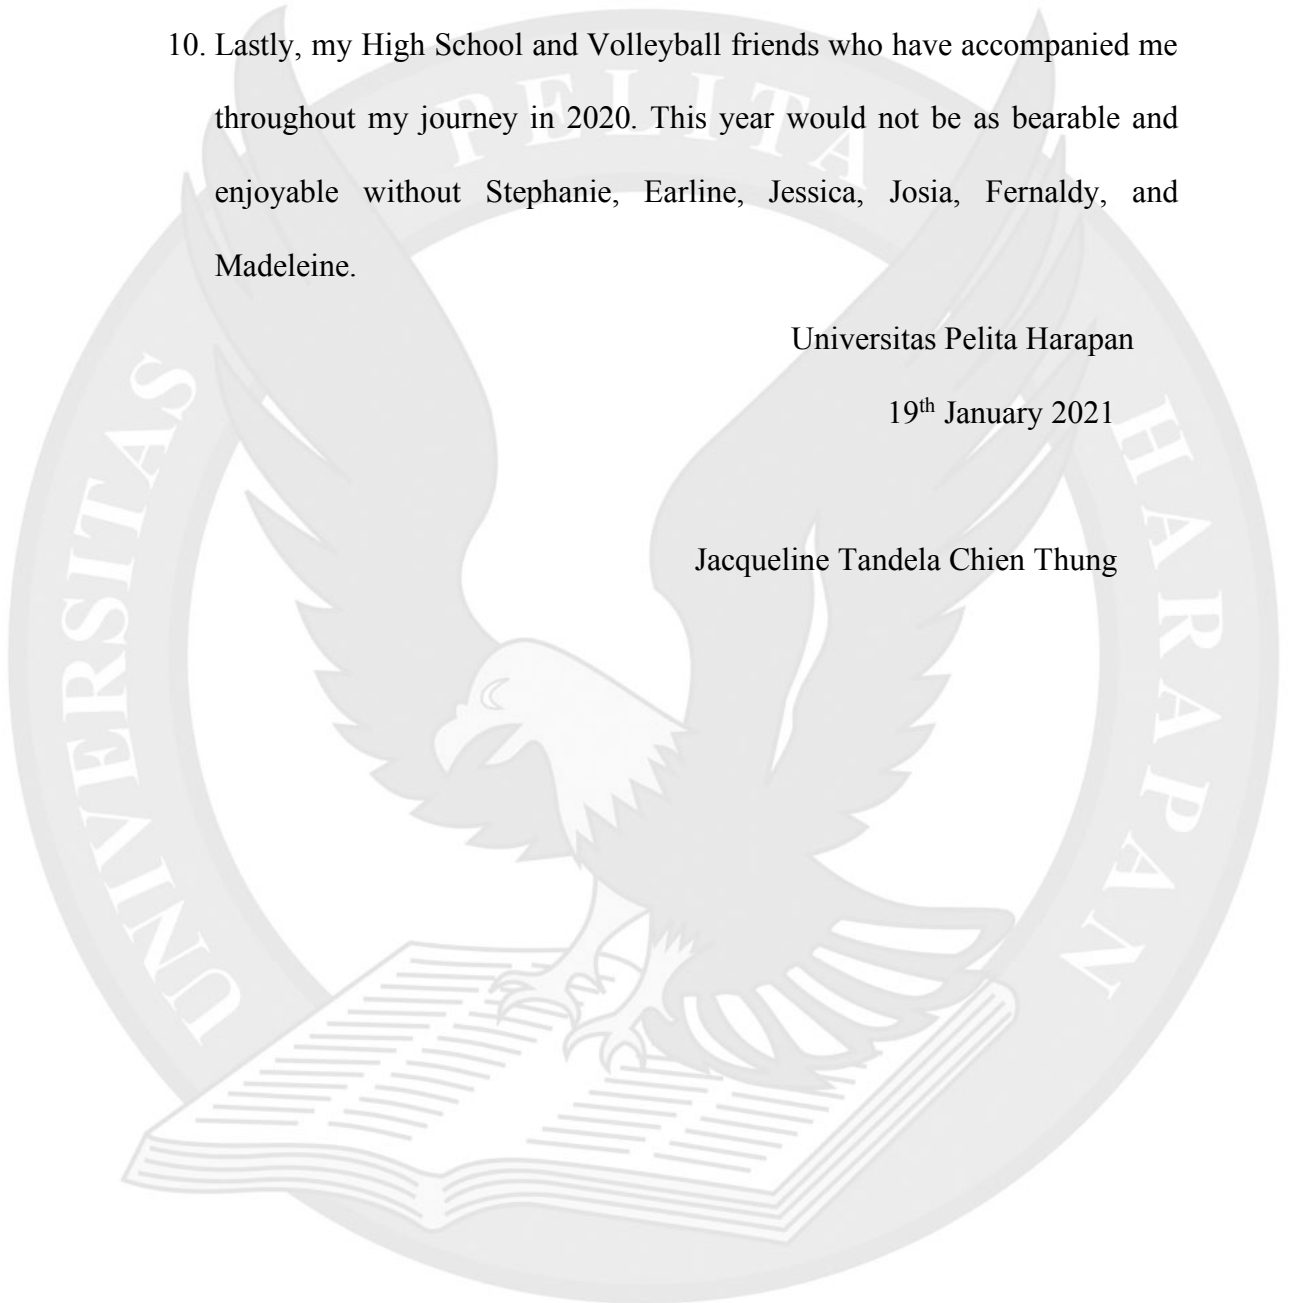 10. Lastly, my High School and Volleyball friends who have accompanied me
throughout my journey in 2020. This year would not be as bearable and
enjoyable without Stephanie, Earline, Jessica, Josia, Fernaldy, and
Madeleine.
Universitas Pelita Harapan
19th January 2021
Jacqueline Tandela Chien Thung
UNIVERSITAS PELITA HARAPAN